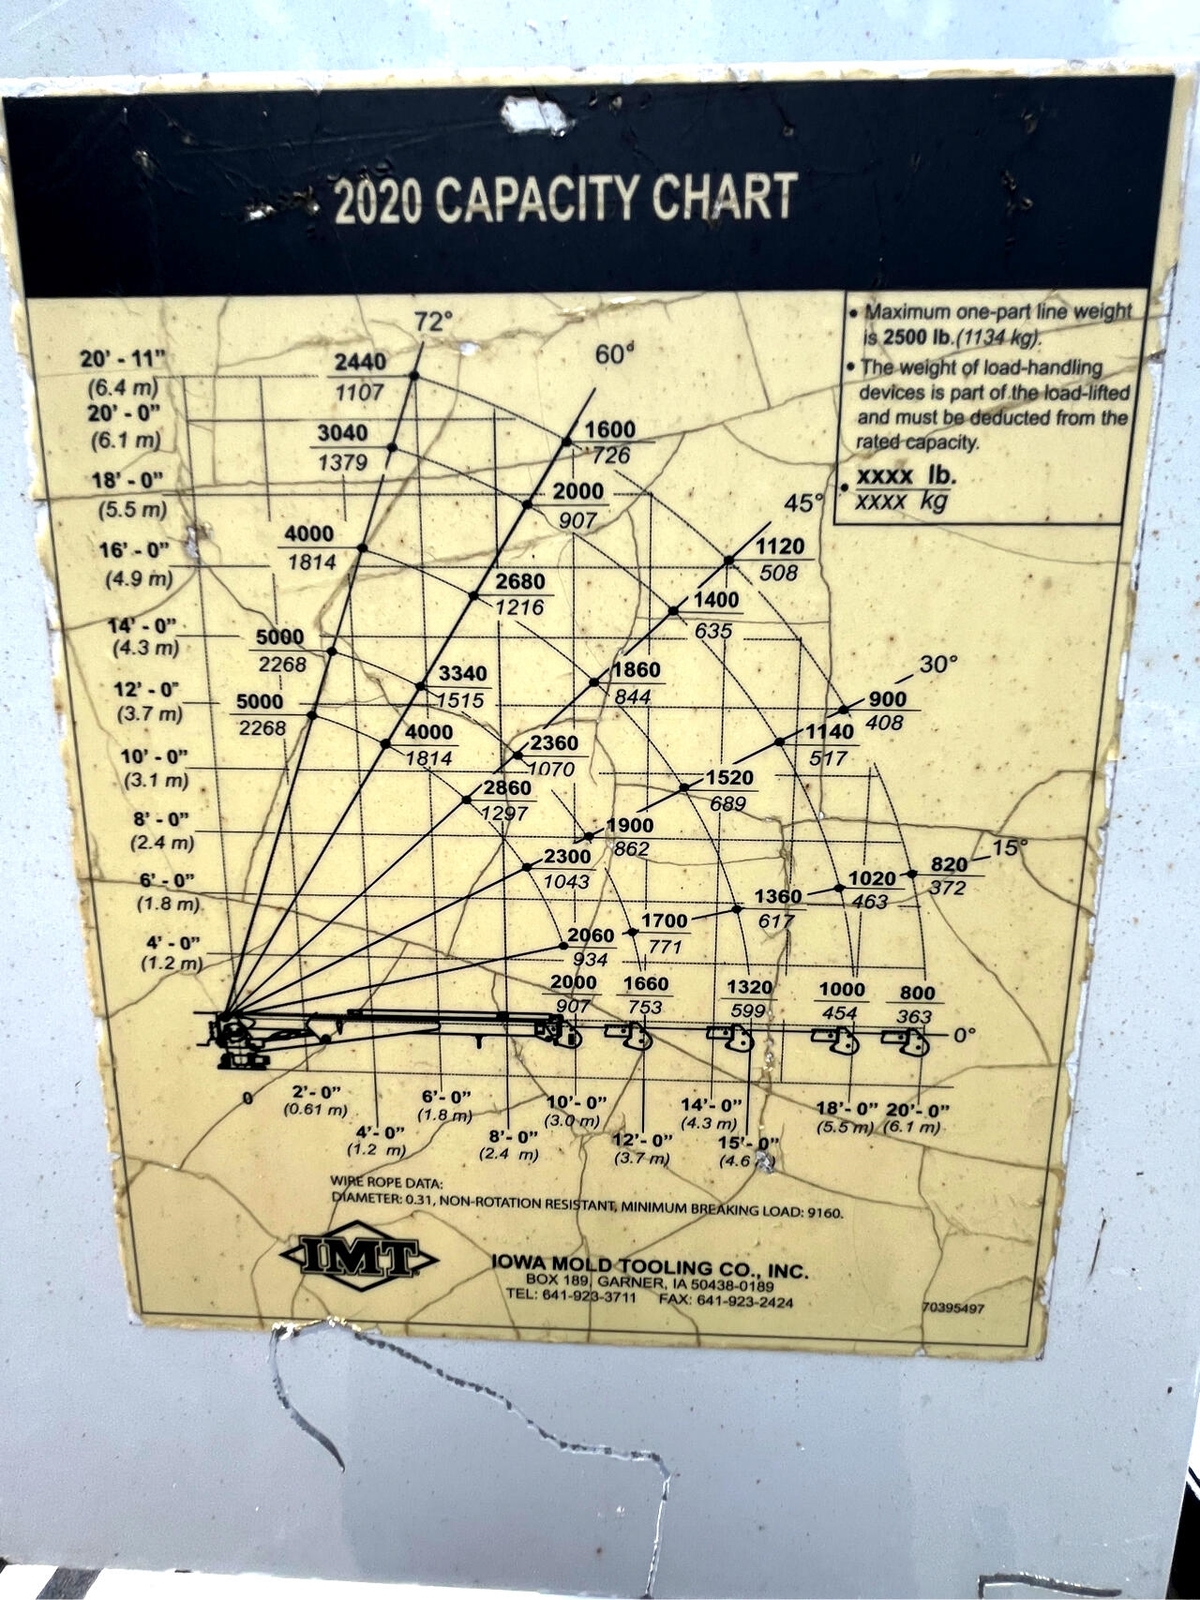 2020 CAPACITY CHART
• Maximum one-part line weight
is 2500 lb.(1134 kg).
• The weight of load-handling
devices is part of the load-lifted
and must be deducted from the
rated capacity.
• xxxx lb.
xxxx kg
72°
60°
45°
30°
15°
0°
20' - 11"
(6.4 m)
20' - 0"
(6.1 m)
18' - 0"
(5.5 m)
16' - 0"
(4.9 m)
14' - 0"
(4.3 m)
12' - 0"
(3.7 m)
10' - 0"
(3.1 m)
8' - 0"
(2.4 m)
6' - 0"
(1.8 m)
4' - 0"
(1.2 m)
2440
1107
3040
1379
4000
1814
5000
2268
5000
2268
1600
726
2000
907
2680
1216
3340
1515
4000
1814
1120
508
1400
635
1860
844
2360
1070
2860
1297
900
408
1140
517
1520
689
1900
862
2300
1043
820
372
1020
463
1360
617
1700
771
2060
934
2000
907
1660
753
1320
599
1000
454
800
363
0
2'- 0"
(0.61 m)
4'- 0"
(1.2 m)
6'- 0"
(1.8 m)
8'- 0"
(2.4 m)
10'- 0"
(3.0 m)
12'- 0"
(3.7 m)
14'- 0"
(4.3 m)
15'- 0"
(4.6
18'- 0"
(5.5 m)
20'- 0"
(6.1 m)
WIRE ROPE DATA:
DIAMETER: 0.31, NON-ROTATION RESISTANT, MINIMUM BREAKING LOAD: 9160.
IMT
IOWA MOLD TOOLING CO., INC.
BOX 189, GARNER, IA 50438-0189
TEL: 641-923-3711 FAX: 641-923-2424
70395497